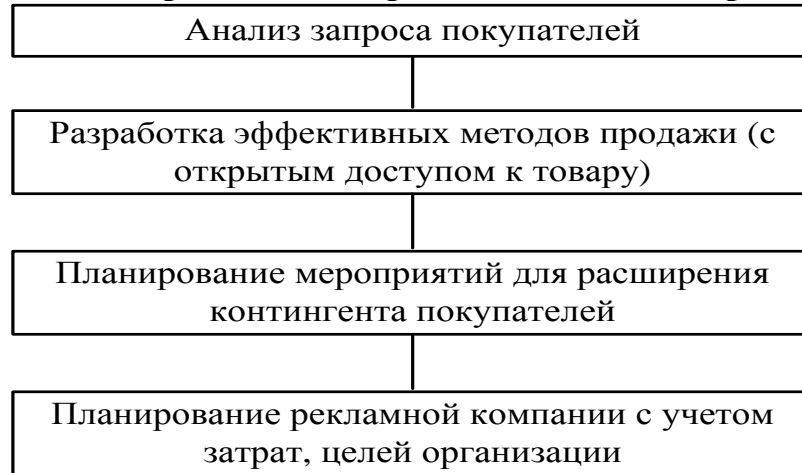 Анализ запроса покупателей
Разработка эффективных методов продажи (с
открытым доступом к товару)
Планирование мероприятий для расширения
контингента покупателей
Планирование рекламной компании с учетом
затрат, целей организации